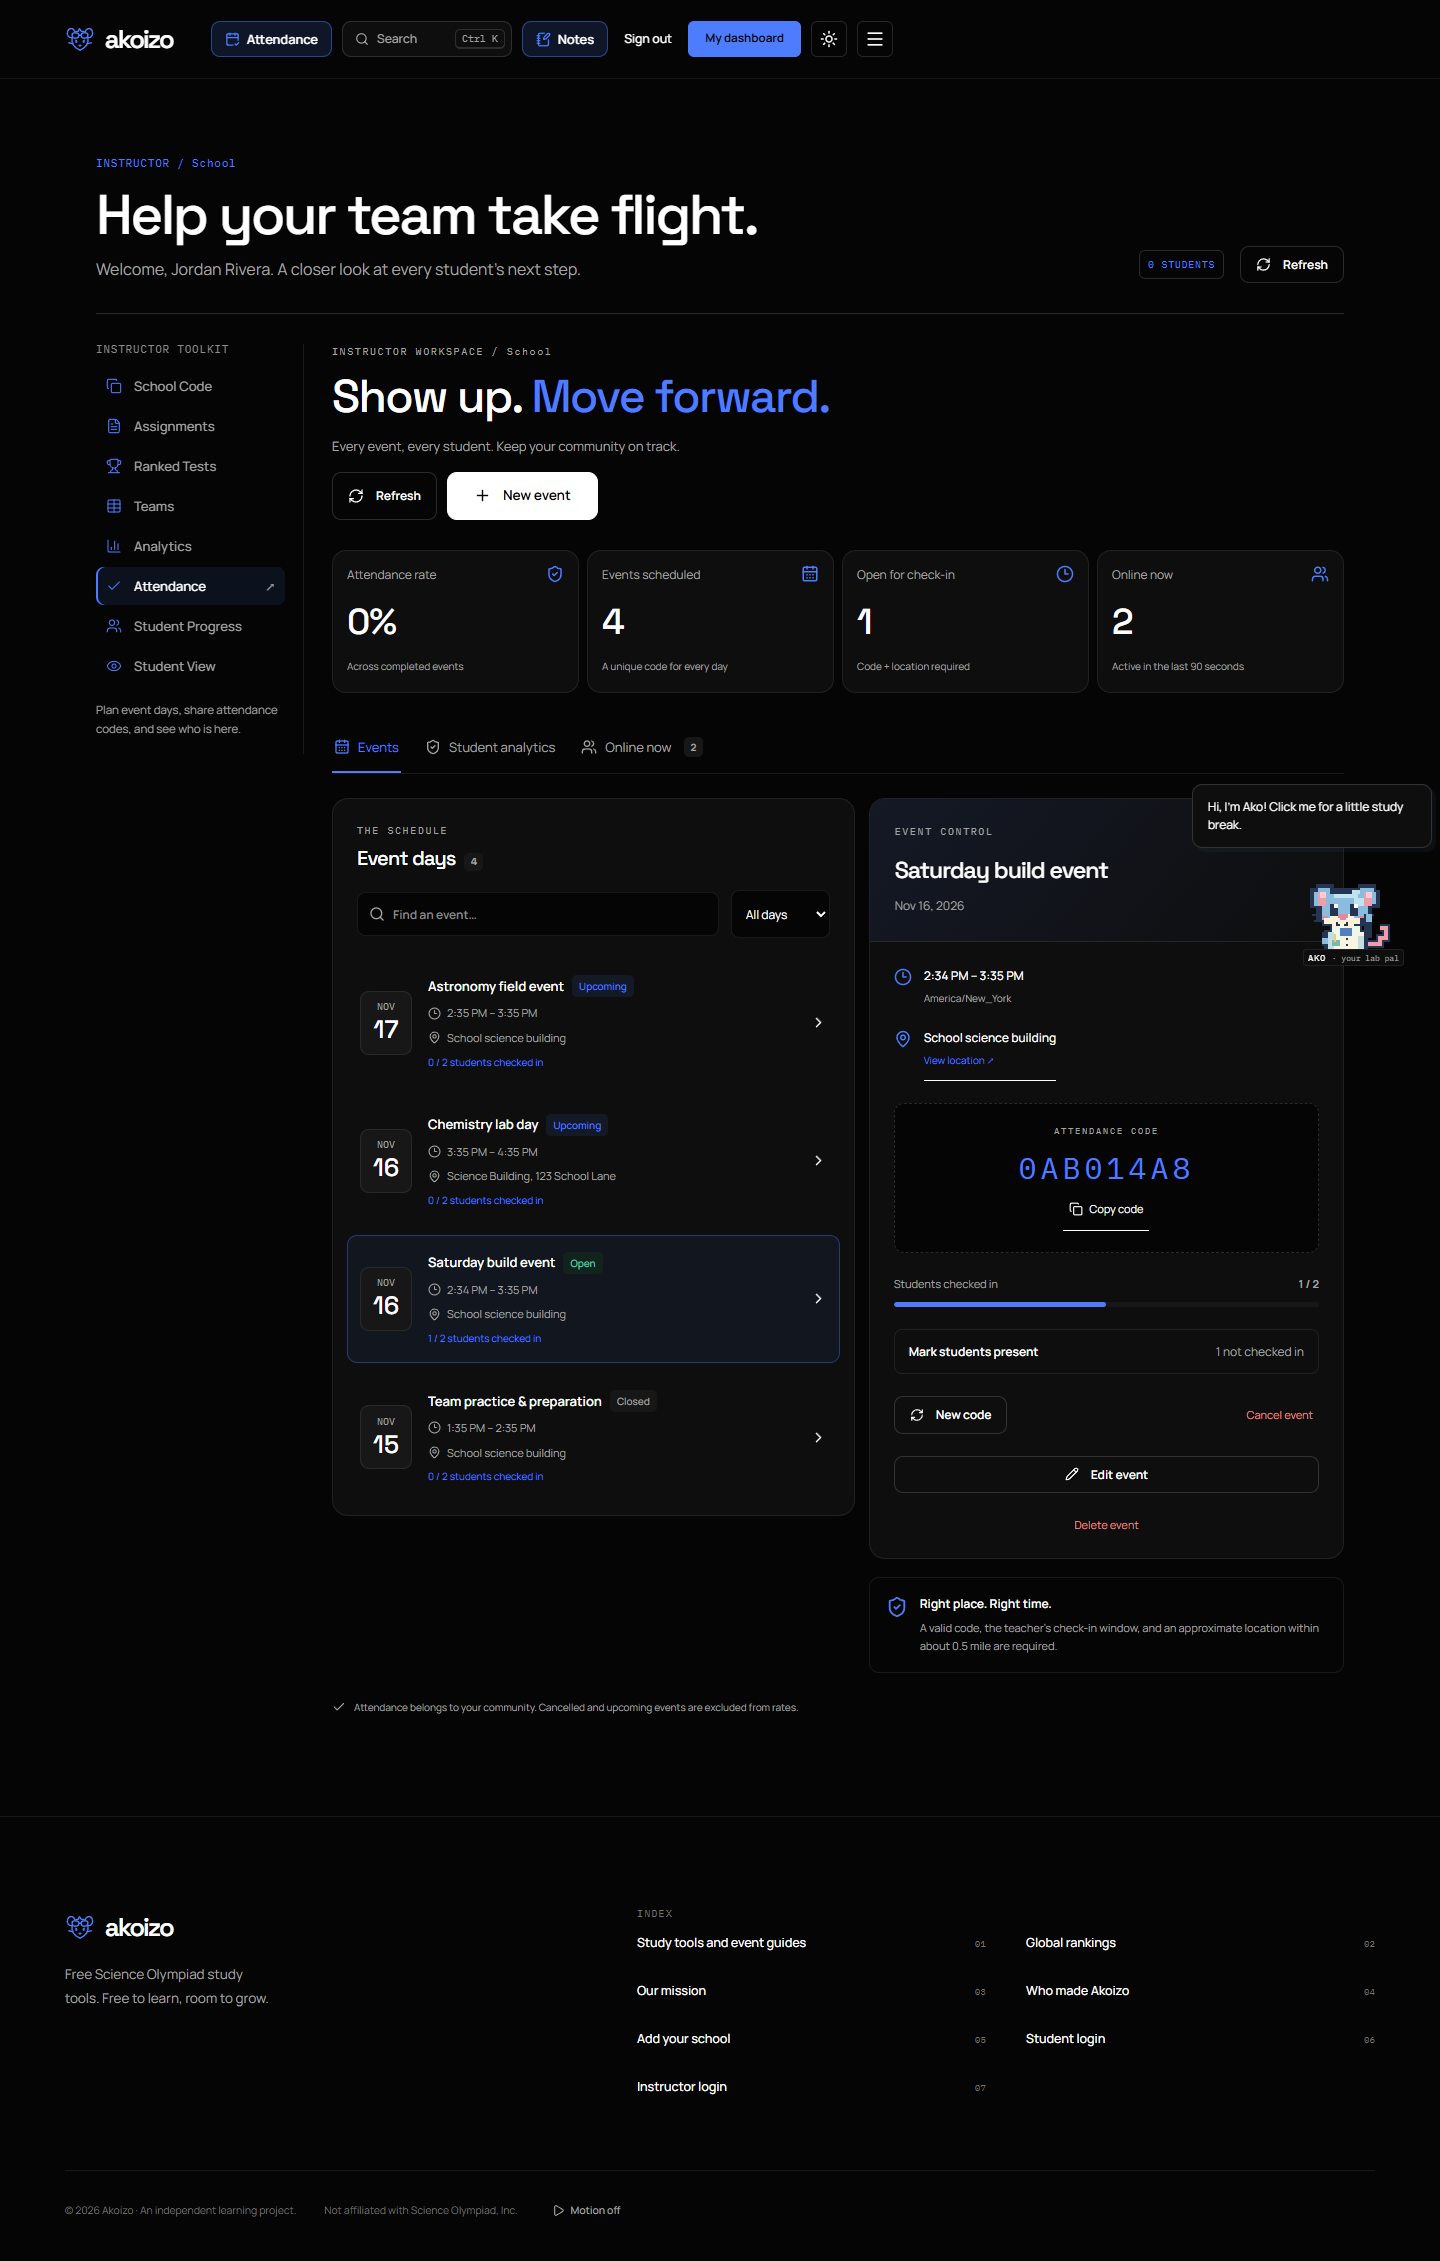 akoizo
Attendance
Search
Ctrl K
Notes
Sign out
My dashboard
INSTRUCTOR / School
Help your team take flight.
Welcome, Jordan Rivera. A closer look at every student's next step.
0 STUDENTS
Refresh
INSTRUCTOR TOOLKIT
School Code
Assignments
Ranked Tests
Teams
Analytics
Attendance ↗
Student Progress
Student View
Plan event days, share attendance
codes, and see who is here.
INSTRUCTOR WORKSPACE / School
Show up. Move forward.
Every event, every student. Keep your community on track.
Refresh
New event
Attendance rate
0%
Across completed events
Events scheduled
4
A unique code for every day
Open for check-in
1
Code + location required
Online now
2
Active in the last 90 seconds
Events
Student analytics
Online now 2
THE SCHEDULE
Event days 4
Find an event...
All days
NOV
17
Astronomy field event Upcoming
2:35 PM – 3:35 PM
School science building
0 / 2 students checked in
NOV
16
Chemistry lab day Upcoming
3:35 PM – 4:35 PM
Science Building, 123 School Lane
0 / 2 students checked in
NOV
16
Saturday build event Open
2:34 PM – 3:35 PM
School science building
1 / 2 students checked in
NOV
15
Team practice & preparation Closed
1:35 PM – 2:35 PM
School science building
0 / 2 students checked in
EVENT CONTROL
Saturday build event
Nov 16, 2026
Hi, I'm Ako! Click me for a little study
break.
AKO · your lab pal
2:34 PM – 3:35 PM
America/New_York
School science building
View location ↗
ATTENDANCE CODE
0AB014A8
Copy code
Students checked in 1 / 2
Mark students present 1 not checked in
New code
Cancel event
Edit event
Delete event
Right place. Right time.
A valid code, the teacher's check-in window, and an approximate location within
about 0.5 mile are required.
Attendance belongs to your community. Cancelled and upcoming events are excluded from rates.
akoizo
Free Science Olympiad study
tools. Free to learn, room to grow.
INDEX
Study tools and event guides 01
Global rankings 02
Our mission 03
Who made Akoizo 04
Add your school 05
Student login 06
Instructor login 07
© 2026 Akoizo · An independent learning project.
Not affiliated with Science Olympiad, Inc.
Motion off